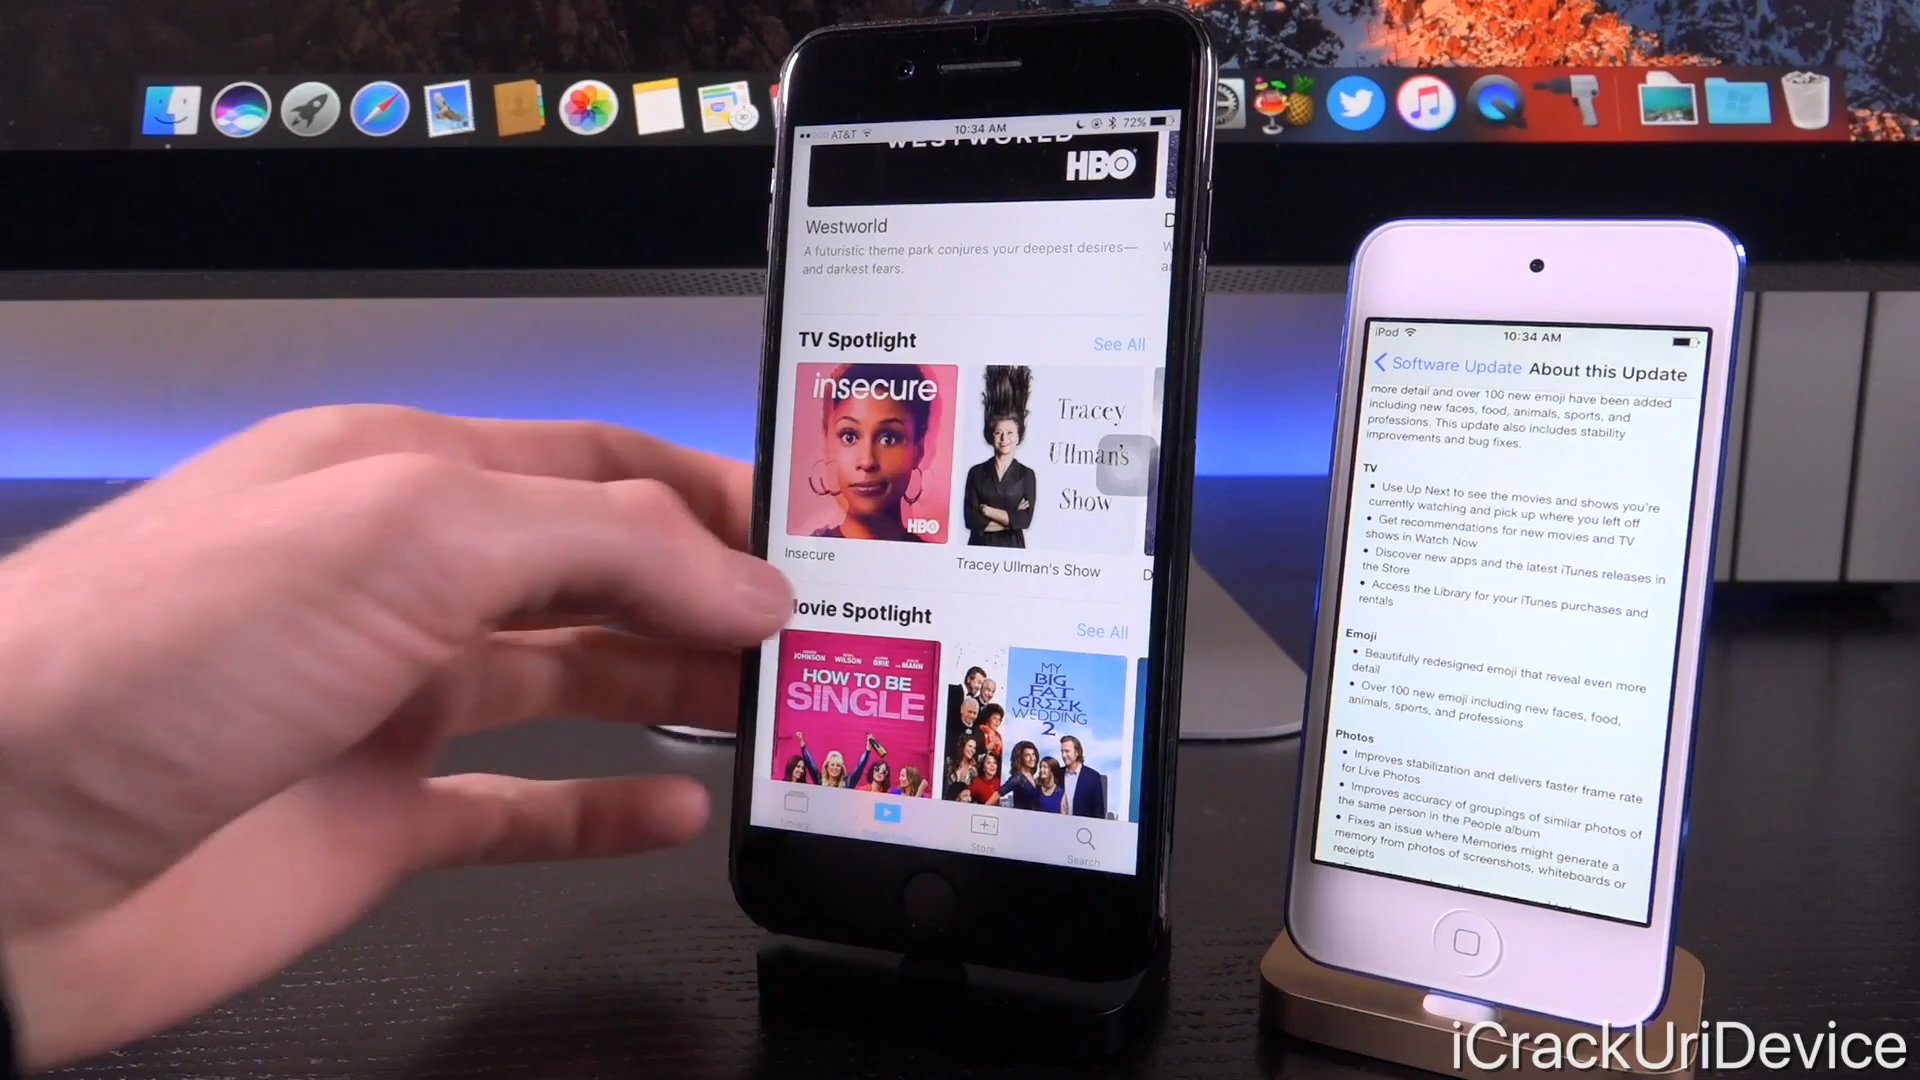 AT&T
10:34 AM
72%
WESTWORLD
HBO
Westworld
A futuristic theme park conjures your deepest desires—
and darkest fears.
TV Spotlight
See All
insecure
HBO
Tracey
Ullman's
Show
Insecure
Tracey Ullman's Show
Movie Spotlight
See All
JOHNSON WILSON BRIE MANN
HOW TO BE
SINGLE
MY
BIG
FAT
GREEK
WEDDING
2
Library
Store
Search
iPod
10:34 AM
Software Update
About this Update
more detail and over 100 new emoji have been added
including new faces, food, animals, sports, and
professions. This update also includes stability
improvements and bug fixes.
TV
• Use Up Next to see the movies and shows you're
currently watching and pick up where you left off
• Get recommendations for new movies and TV
shows in Watch Now
• Discover new apps and the latest iTunes releases in
the Store
• Access the Library for your iTunes purchases and
rentals
Emoji
• Beautifully redesigned emoji that reveal even more
detail
• Over 100 new emoji including new faces, food,
animals, sports, and professions
Photos
• Improves stabilization and delivers faster frame rate
for Live Photos
• Improves accuracy of groupings of similar photos of
the same person in the People album
• Fixes an issue where Memories might generate a
memory from photos of screenshots, whiteboards or
receipts
iCrackUriDevice